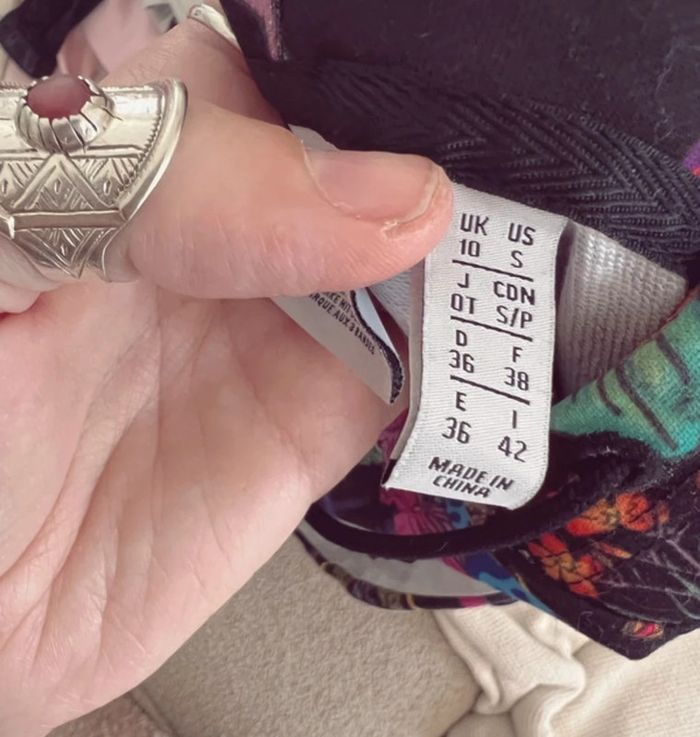 UK US
10 S
J CDN
OT S/P
D F
36 38
E I
36 42
MADE IN
CHINA